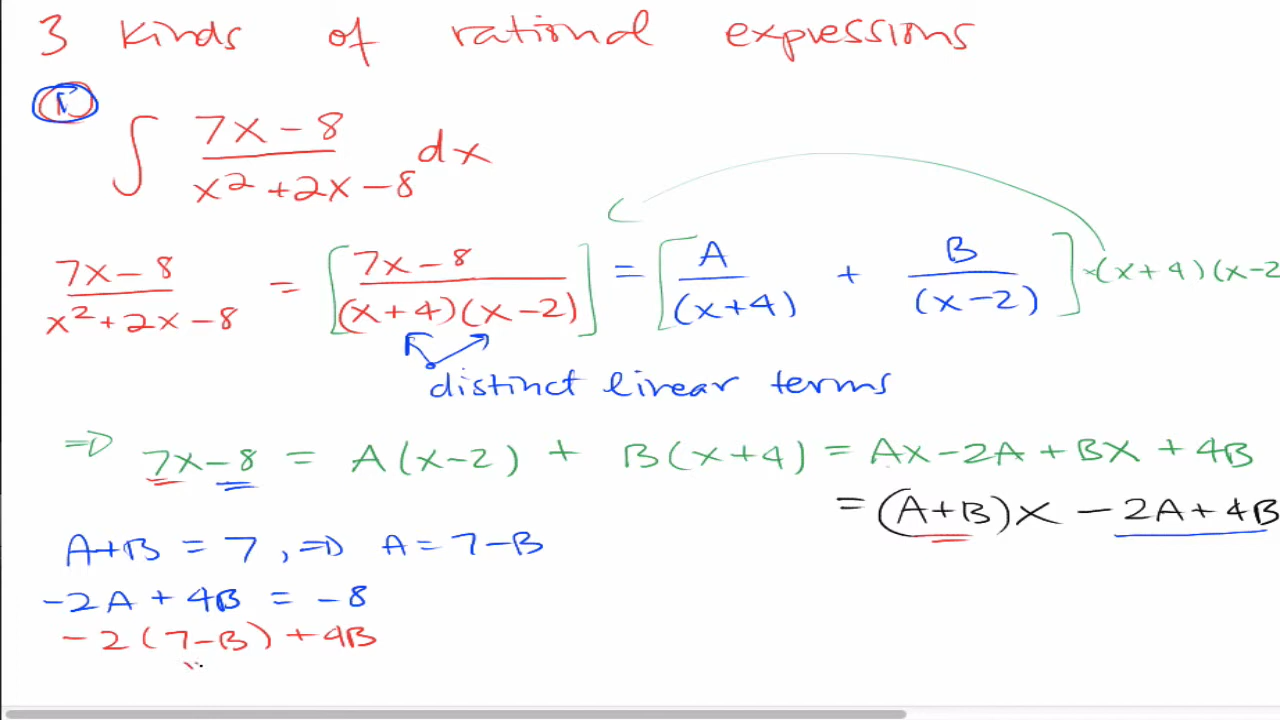 3 kinds of rational expressions
1.
∫ (7x-8)/(x²+2x-8) dx
(7x-8)/(x²+2x-8) = [(7x-8)/((x+4)(x-2))] = [A/(x+4) + B/(x-2)] ·(x+4)(x-2
distinct linear terms
⇒ 7x-8 = A(x-2) + B(x+4) = Ax-2A+Bx+4B
= (A+B)x -2A+4B
A+B = 7, ⇒ A=7-B
-2A+4B = -8
-2(7-B)+4B